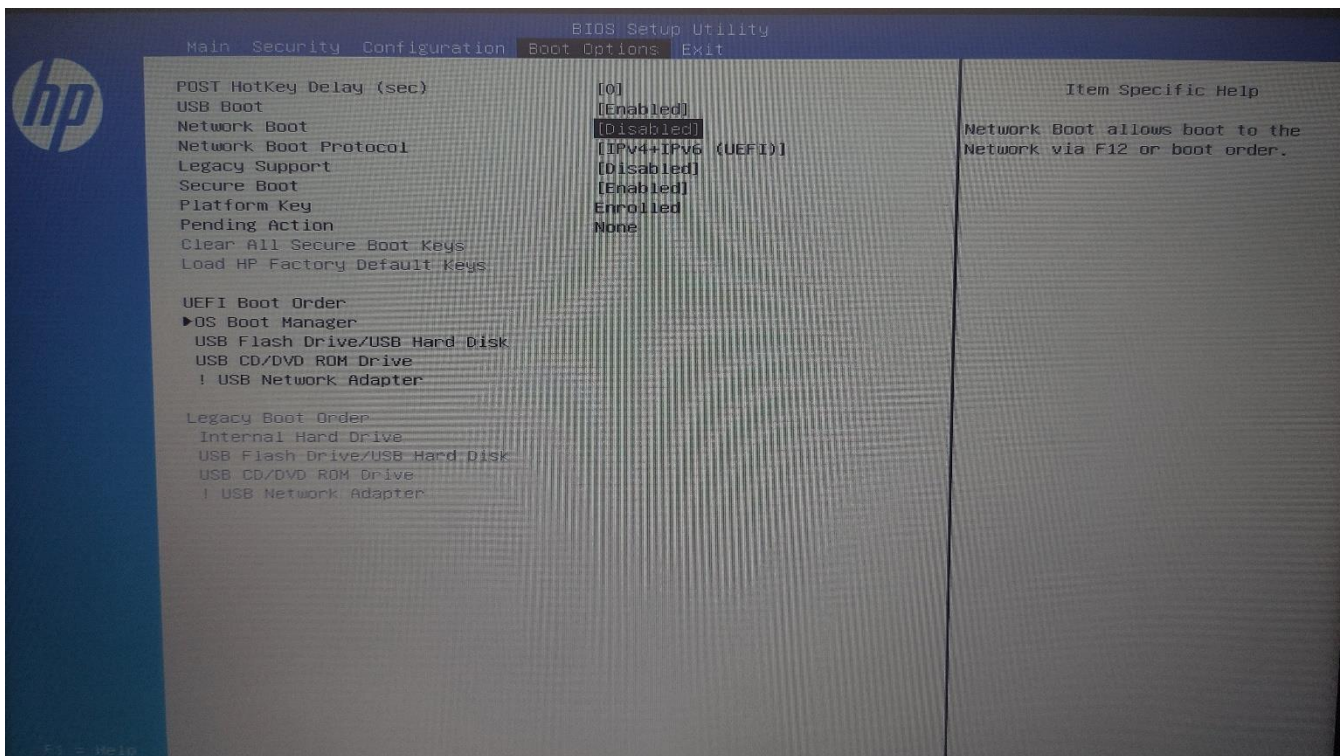 BIOS Setup Utility
Main Security Configuration Boot Options Exit
hp
POST HotKey Delay (sec) [0]
USB Boot [Enabled]
Network Boot [Disabled]
Network Boot Protocol [IPv4+IPv6 (UEFI)]
Legacy Support [Disabled]
Secure Boot [Enabled]
Platform Key Enrolled
Pending Action None
Clear All Secure Boot Keys
Load HP Factory Default Keys
UEFI Boot Order
▶OS Boot Manager
USB Flash Drive/USB Hard Disk
USB CD/DVD ROM Drive
! USB Network Adapter
Legacy Boot Order
Internal Hard Drive
USB Flash Drive/USB Hard Disk
USB CD/DVD ROM Drive
! USB Network Adapter
Item Specific Help
Network Boot allows boot to the
Network via F12 or boot order.
F1 = Help